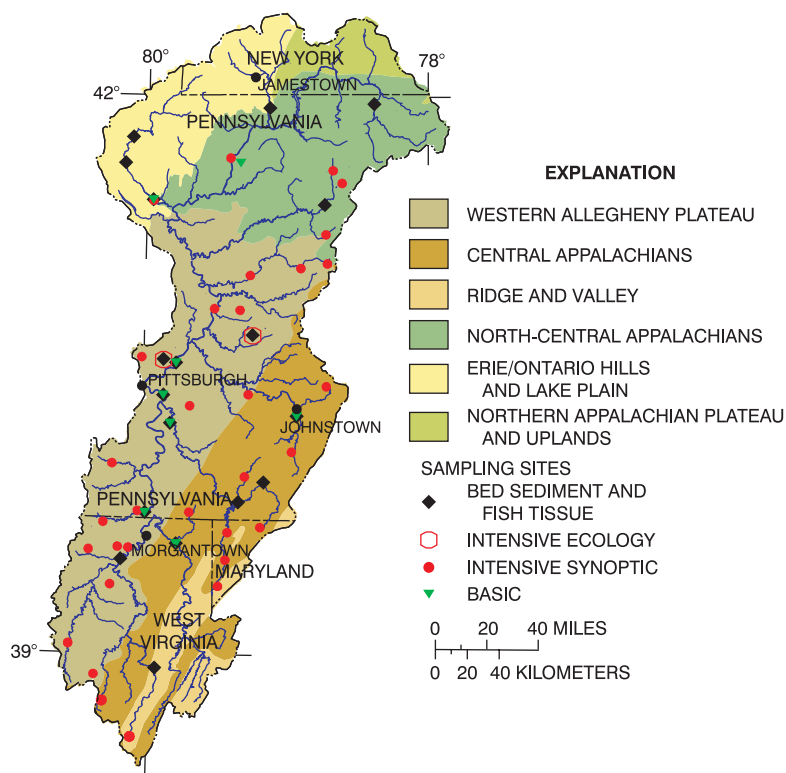 80°
78°
42°
NEW YORK
JAMESTOWN
PENNSYLVANIA
PITTSBURGH
JOHNSTOWN
PENNSYLVANIA
MORGANTOWN
MARYLAND
WEST
VIRGINIA
39°
EXPLANATION
WESTERN ALLEGHENY PLATEAU
CENTRAL APPALACHIANS
RIDGE AND VALLEY
NORTH-CENTRAL APPALACHIANS
ERIE/ONTARIO HILLS
AND LAKE PLAIN
NORTHERN APPALACHIAN PLATEAU
AND UPLANDS
SAMPLING SITES
BED SEDIMENT AND
FISH TISSUE
INTENSIVE ECOLOGY
INTENSIVE SYNOPTIC
BASIC
0 20 40 MILES
0 20 40 KILOMETERS